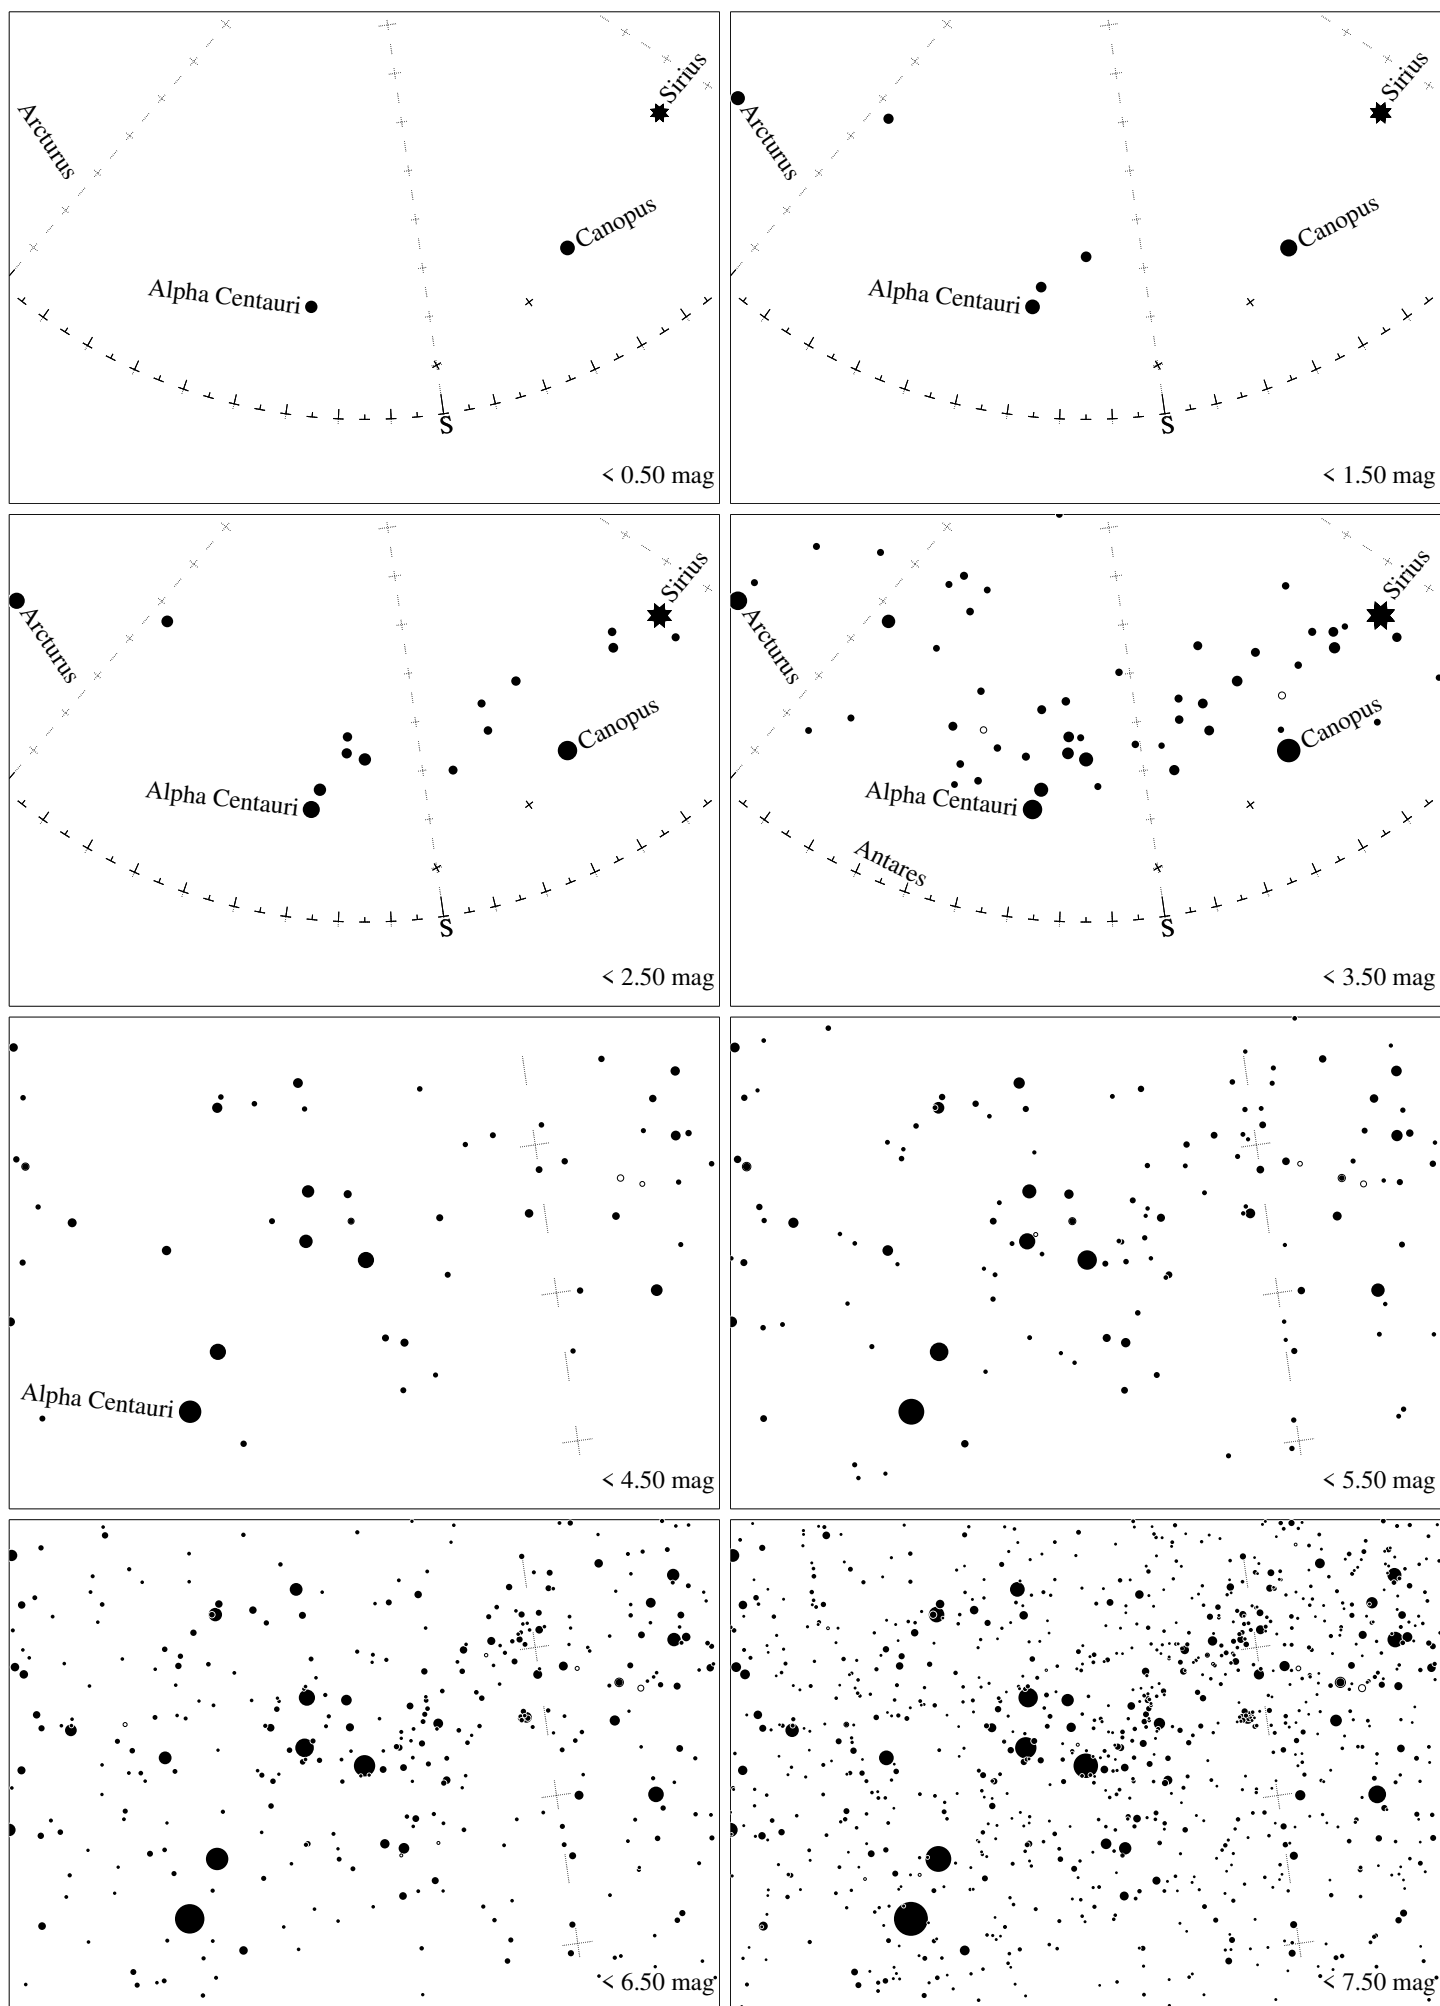 Sirius
Arcturus
Canopus
Alpha Centauri
S
< 0.50 mag
Sirius
Arcturus
Canopus
Alpha Centauri
S
< 1.50 mag
Sirius
Arcturus
Canopus
Alpha Centauri
S
< 2.50 mag
Sirius
Arcturus
Canopus
Alpha Centauri
Antares
S
< 3.50 mag
Alpha Centauri
< 4.50 mag
< 5.50 mag
< 6.50 mag
< 7.50 mag